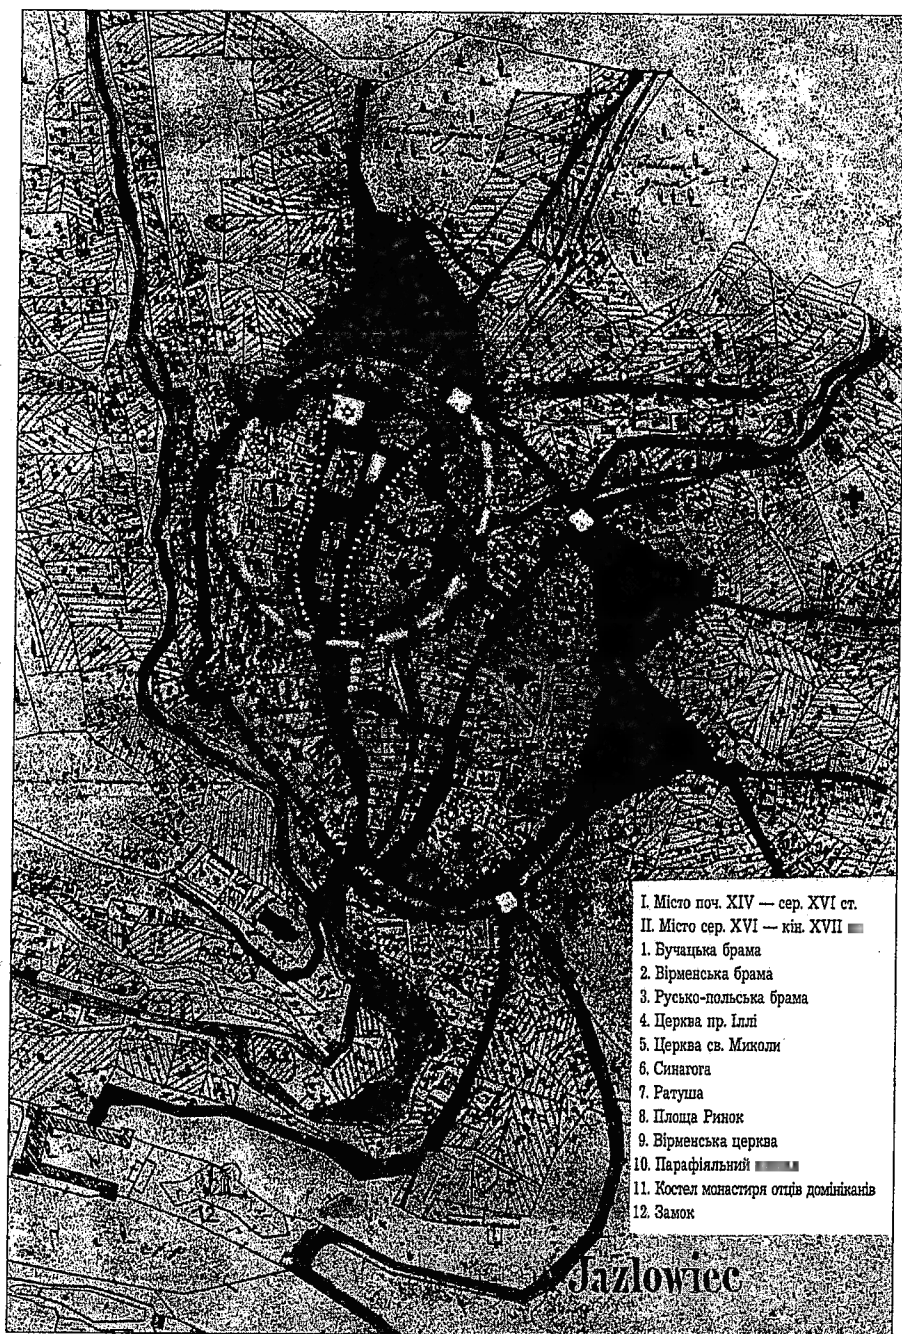 I. Місто поч. XIV — сер. XVI ст.
II. Місто сер. XVI — кін. XVII
1. Бучацька брама
2. Вірменська брама
3. Русько-польська брама
4. Церква пр. Іллі
5. Церква св. Миколи
6. Синагога
7. Ратуша
8. Площа Ринок
9. Вірменська церква
10. Парафіяльний
11. Костел монастиря отців домініканів
12. Замок
12
Jazlowiec